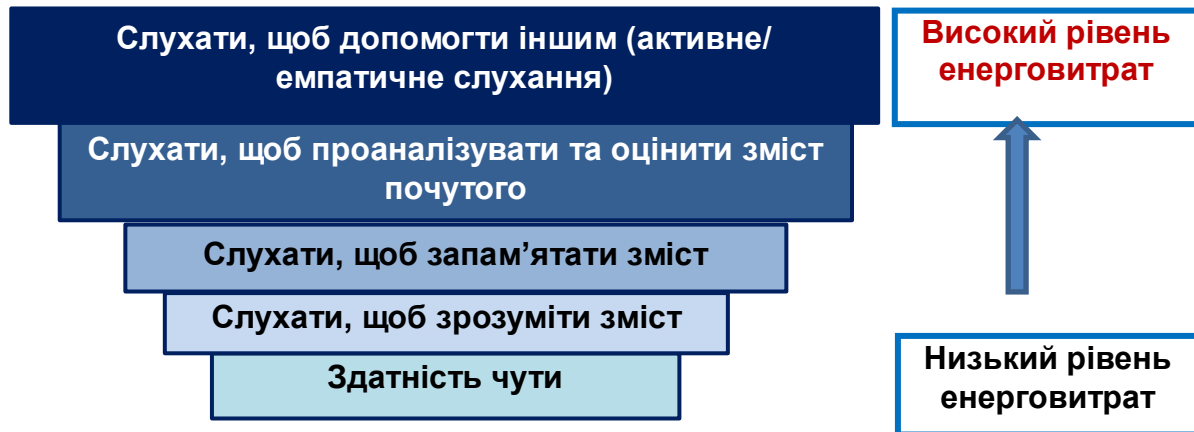 Слухати, щоб допомогти іншим (активне/
емпатичне слухання)
Високий рівень
енерговитрат
Слухати, щоб проаналізувати та оцінити зміст
почутого
Слухати, щоб запам’ятати зміст
Слухати, щоб зрозуміти зміст
Здатність чути
Низький рівень
енерговитрат